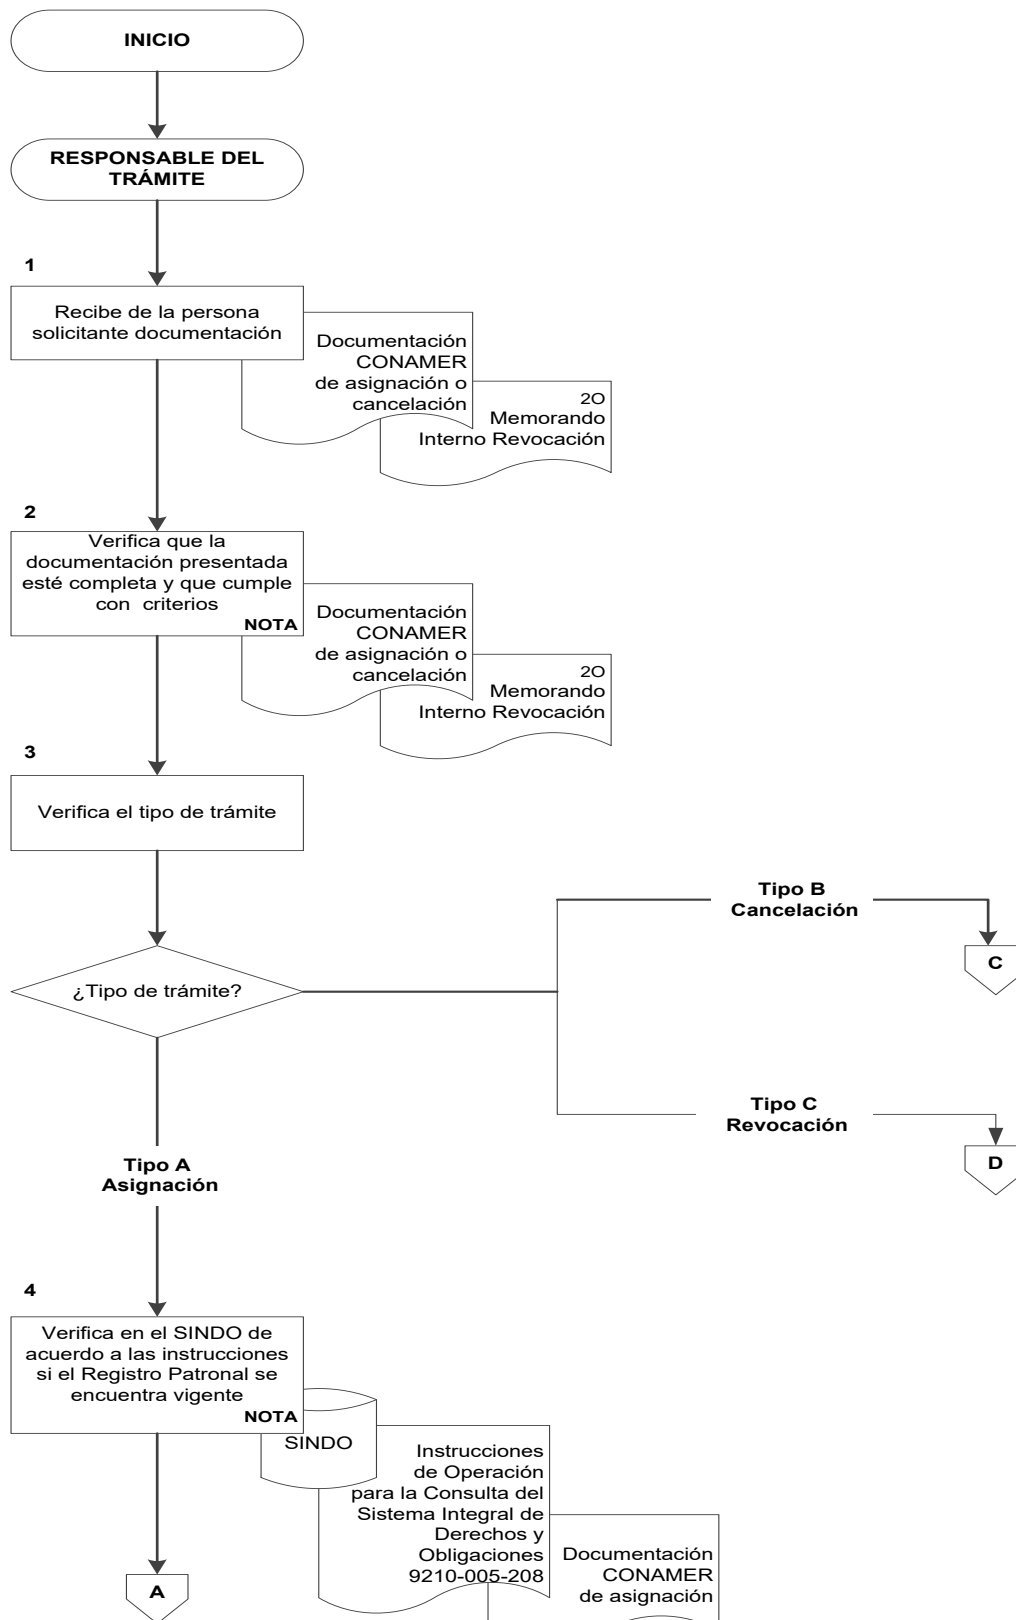 INICIO
RESPONSABLE DEL
TRÁMITE
1
Recibe de la persona
solicitante documentación
Documentación
CONAMER
de asignación o
cancelación
2O
Memorando
Interno Revocación
2
Verifica que la
documentación presentada
esté completa y que cumple
con criterios
NOTA
Documentación
CONAMER
de asignación o
cancelación
2O
Memorando
Interno Revocación
3
Verifica el tipo de trámite
¿Tipo de trámite?
Tipo B
Cancelación
C
Tipo C
Revocación
D
Tipo A
Asignación
4
Verifica en el SINDO de
acuerdo a las instrucciones
si el Registro Patronal se
encuentra vigente
NOTA
SINDO
Instrucciones
de Operación
para la Consulta del
Sistema Integral de
Derechos y
Obligaciones
9210-005-208
Documentación
CONAMER
de asignación
A